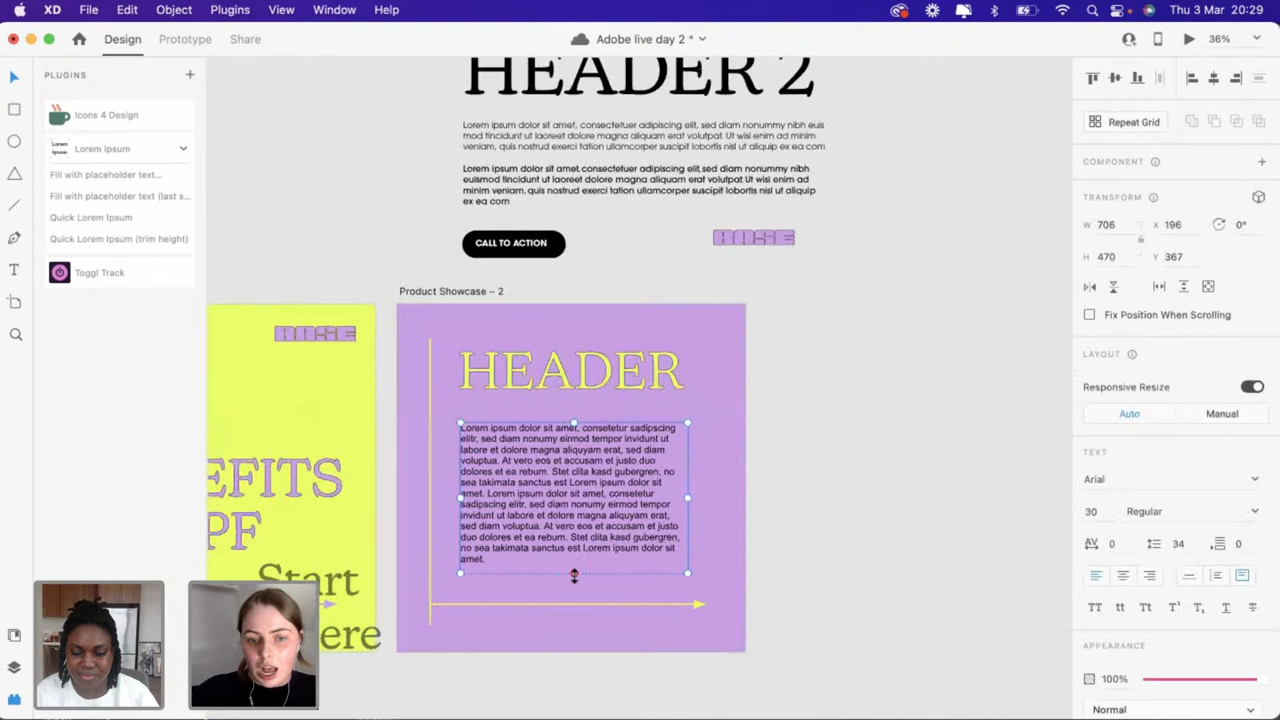 XD File Edit Object Plugins View Window Help Thu 3 Mar 20:29
Design Prototype Share Adobe live day 2 * 36%
PLUGINS
Icons 4 Design
Lorem Ipsum
Lorem Ipsum
Fill with placeholder text...
Fill with placeholder text (last s...
Quick Lorem Ipsum
Quick Lorem Ipsum (trim height)
Toggl Track
HEADER 2
Lorem ipsum dolor sit amet, consectetuer adipiscing elit, sed diam nonummy nibh euis
mod tincidunt ut laoreet dolore magna aliquam erat volutpat. Ut wisi enim ad minim
veniam, quis nostrud exerci tation ullamcorper suscipit lobortis nisl ut aliquip ex ea com
Lorem ipsum dolor sit amet, consectetuer adipiscing elit, sed diam nonummy nibh
euismod tincidunt ut laoreet dolore magna aliquam erat volutpat. Ut wisi enim ad
minim veniam, quis nostrud exerci tation ullamcorper suscipit lobortis nisl ut aliquip
ex ea com
CALL TO ACTION
BASE
BASE
EFITS
PF
Start
ere
Product Showcase – 2
HEADER
Lorem ipsum dolor sit amet, consetetur sadipscing
elitr, sed diam nonumy eirmod tempor invidunt ut
labore et dolore magna aliquyam erat, sed diam
voluptua. At vero eos et accusam et justo duo
dolores et ea rebum. Stet clita kasd gubergren, no
sea takimata sanctus est Lorem ipsum dolor sit
amet. Lorem ipsum dolor sit amet, consetetur
sadipscing elitr, sed diam nonumy eirmod tempor
invidunt ut labore et dolore magna aliquyam erat,
sed diam voluptua. At vero eos et accusam et justo
duo dolores et ea rebum. Stet clita kasd gubergren,
no sea takimata sanctus est Lorem ipsum dolor sit
amet.
Repeat Grid
COMPONENT
TRANSFORM
W 706 X 196 0°
H 470 Y 367
Fix Position When Scrolling
LAYOUT
Responsive Resize
Auto Manual
TEXT
Arial
30 Regular
AV 0 34 0
TT tt Tt T¹ T₁ T T
APPEARANCE
100%
Normal